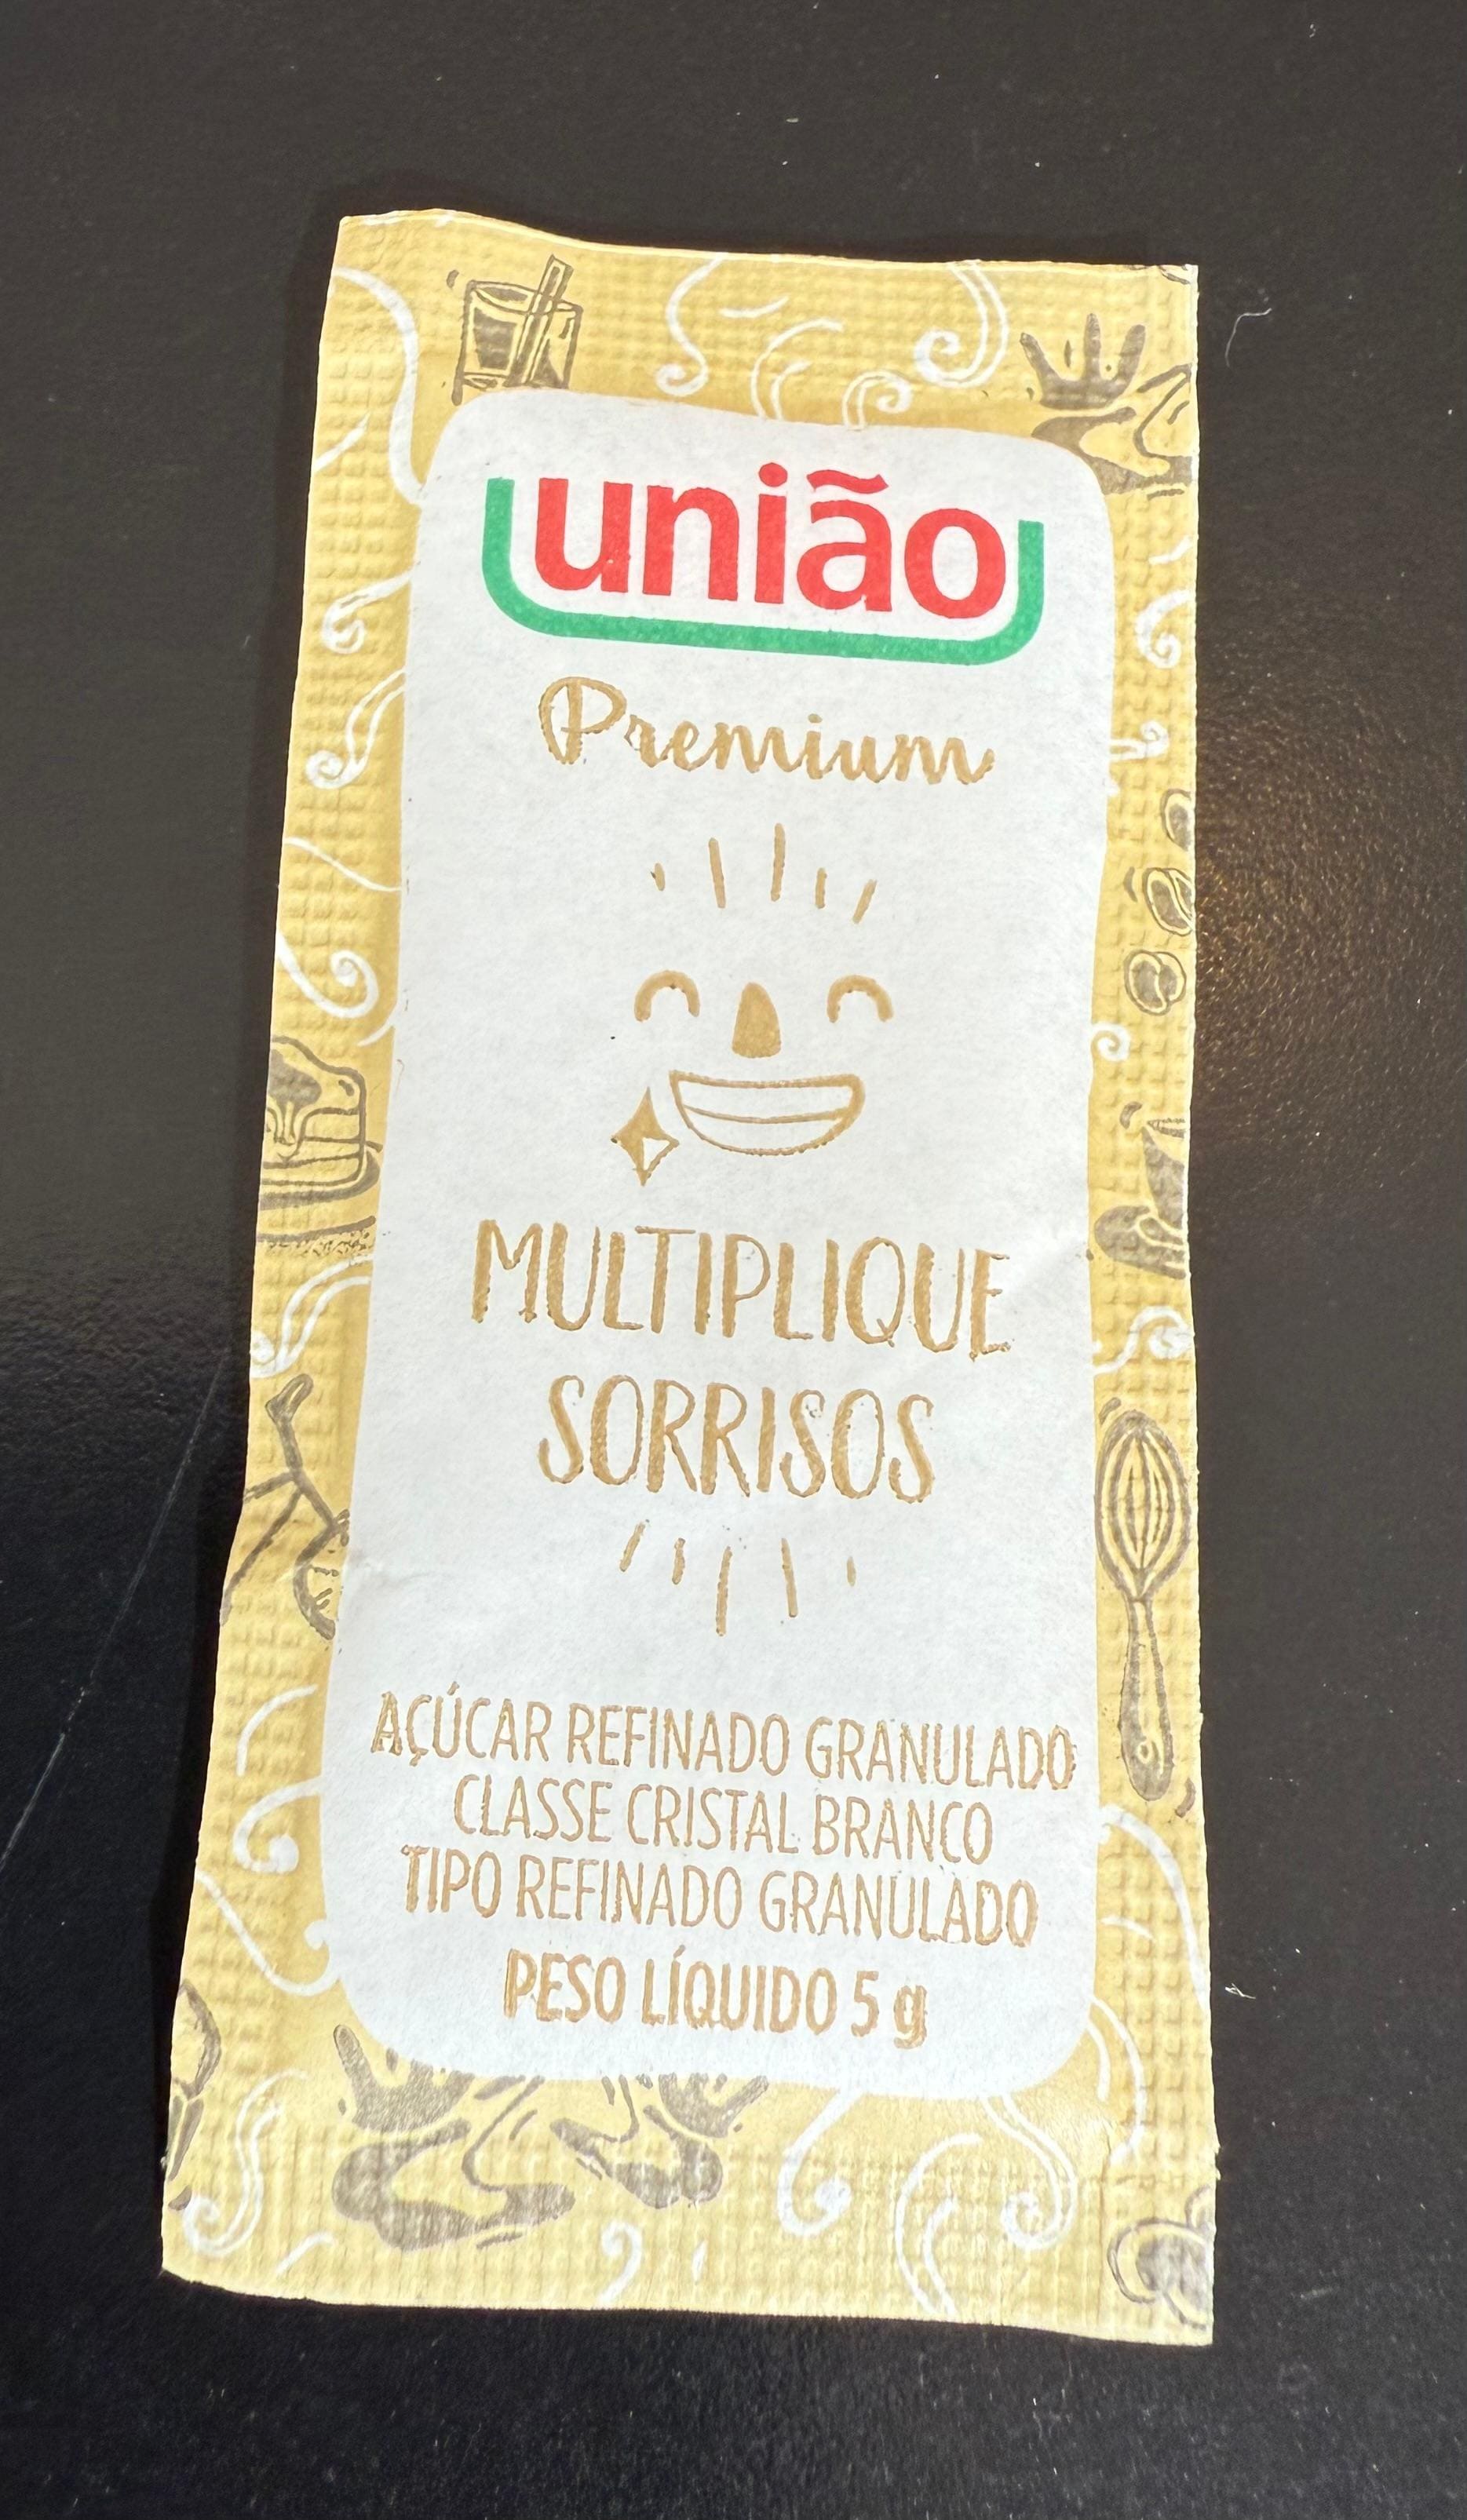 união
Premium
MULTIPLIQUE
SORRISOS
AÇÚCAR REFINADO GRANULADO
CLASSE CRISTAL BRANCO
TIPO REFINADO GRANULADO
PESO LÍQUIDO 5 g